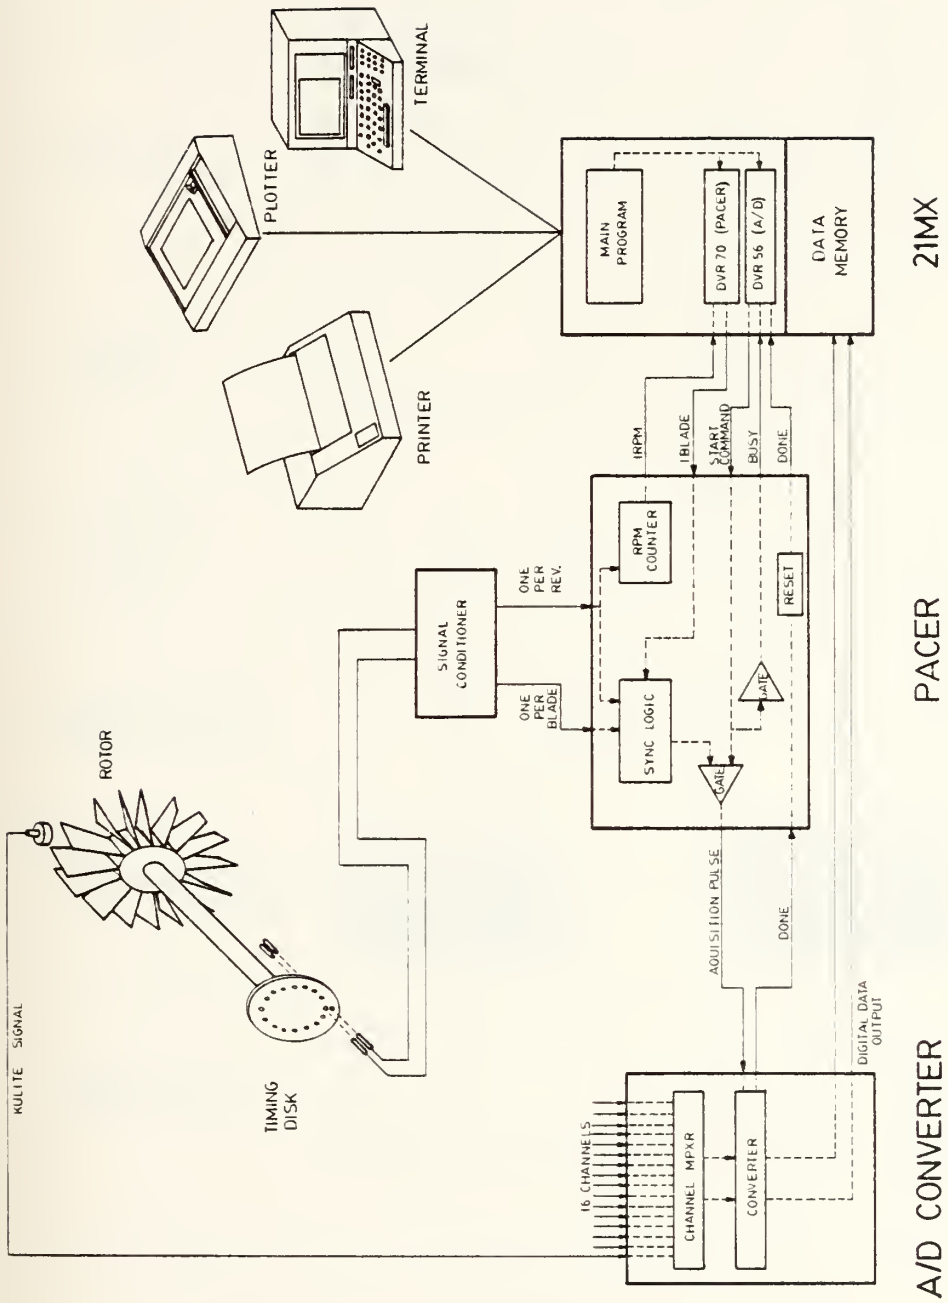 KULITE SIGNAL
ROTOR
TIMING
DISK
PRINTER
PLOTTER
TERMINAL
SIGNAL
CONDITIONER
ONE
PER
BLADE
ONE
PER
REV.
16 CHANNELS
CHANNEL MPXR
CONVERTER
AQUISITION PULSE
DONE
DIGITAL DATA
OUTPUT
SYNC LOGIC
RPM
COUNTER
GATE
GATE
RESET
IRPM
IBLADE
START
COMMAND
BUSY
DONE
MAIN
PROGRAM
DVR 70 (PACER)
DVR 56 (A/D)
DATA
MEMORY
A/D CONVERTER
PACER
21MX